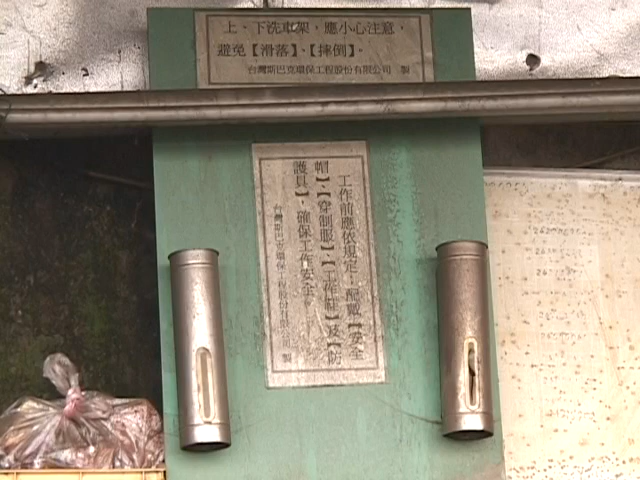 上、下洗車架，應小心注意，
避免【滑落】、【摔倒】。
台灣斯巴克環保工程股份有限公司 製
工作前應依規定，配戴【安全
帽】、【穿制服】、【工作鞋】及【防
護具】，確保工作安全。
台灣斯巴克環保工程股份有限公司 製